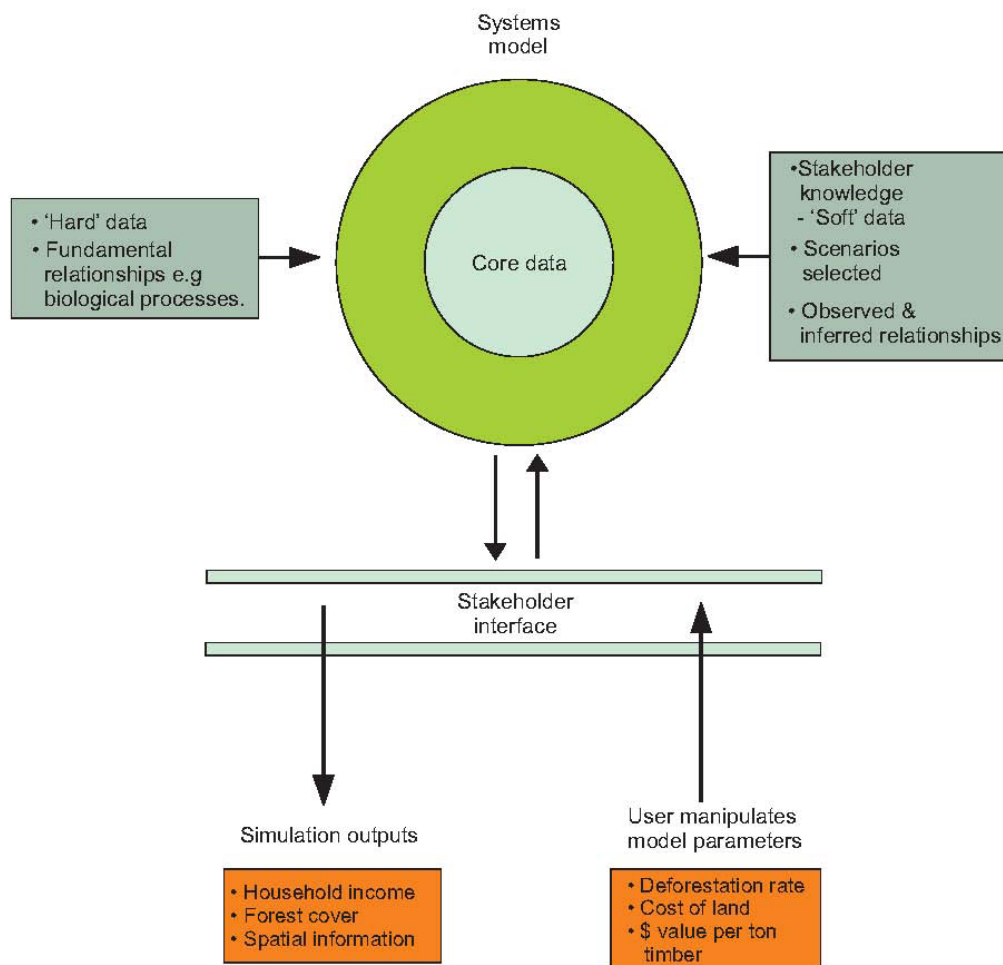 Systems
model
• 'Hard' data
• Fundamental
relationships e.g
biological processes.
Core data
•Stakeholder
knowledge
- 'Soft' data
• Scenarios
selected
• Observed &
inferred relationships
Stakeholder
interface
Simulation outputs
• Household income
• Forest cover
• Spatial information
User manipulates
model parameters
• Deforestation rate
• Cost of land
• $ value per ton
timber